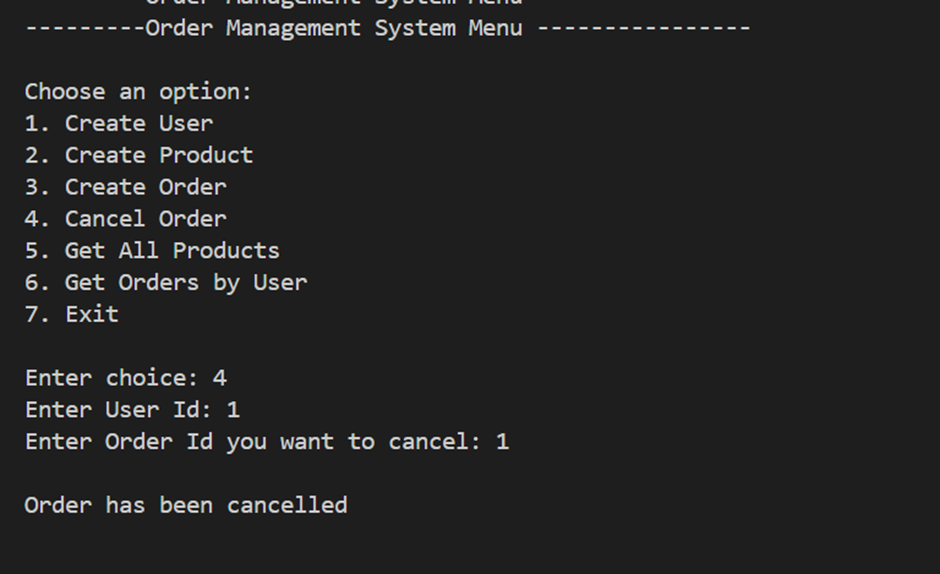 Order Management System Menu
---------Order Management System Menu ----------------
Choose an option:
1. Create User
2. Create Product
3. Create Order
4. Cancel Order
5. Get All Products
6. Get Orders by User
7. Exit
Enter choice: 4
Enter User Id: 1
Enter Order Id you want to cancel: 1
Order has been cancelled